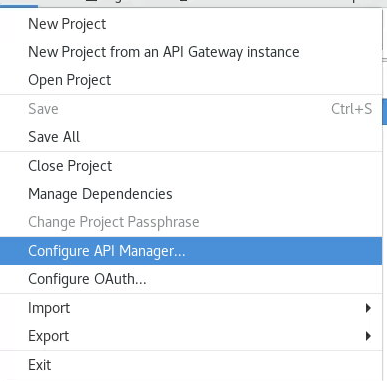 New Project
New Project from an API Gateway instance
Open Project
Save Ctrl+S
Save All
Close Project
Manage Dependencies
Change Project Passphrase
Configure API Manager...
Configure OAuth...
Import
Export
Exit